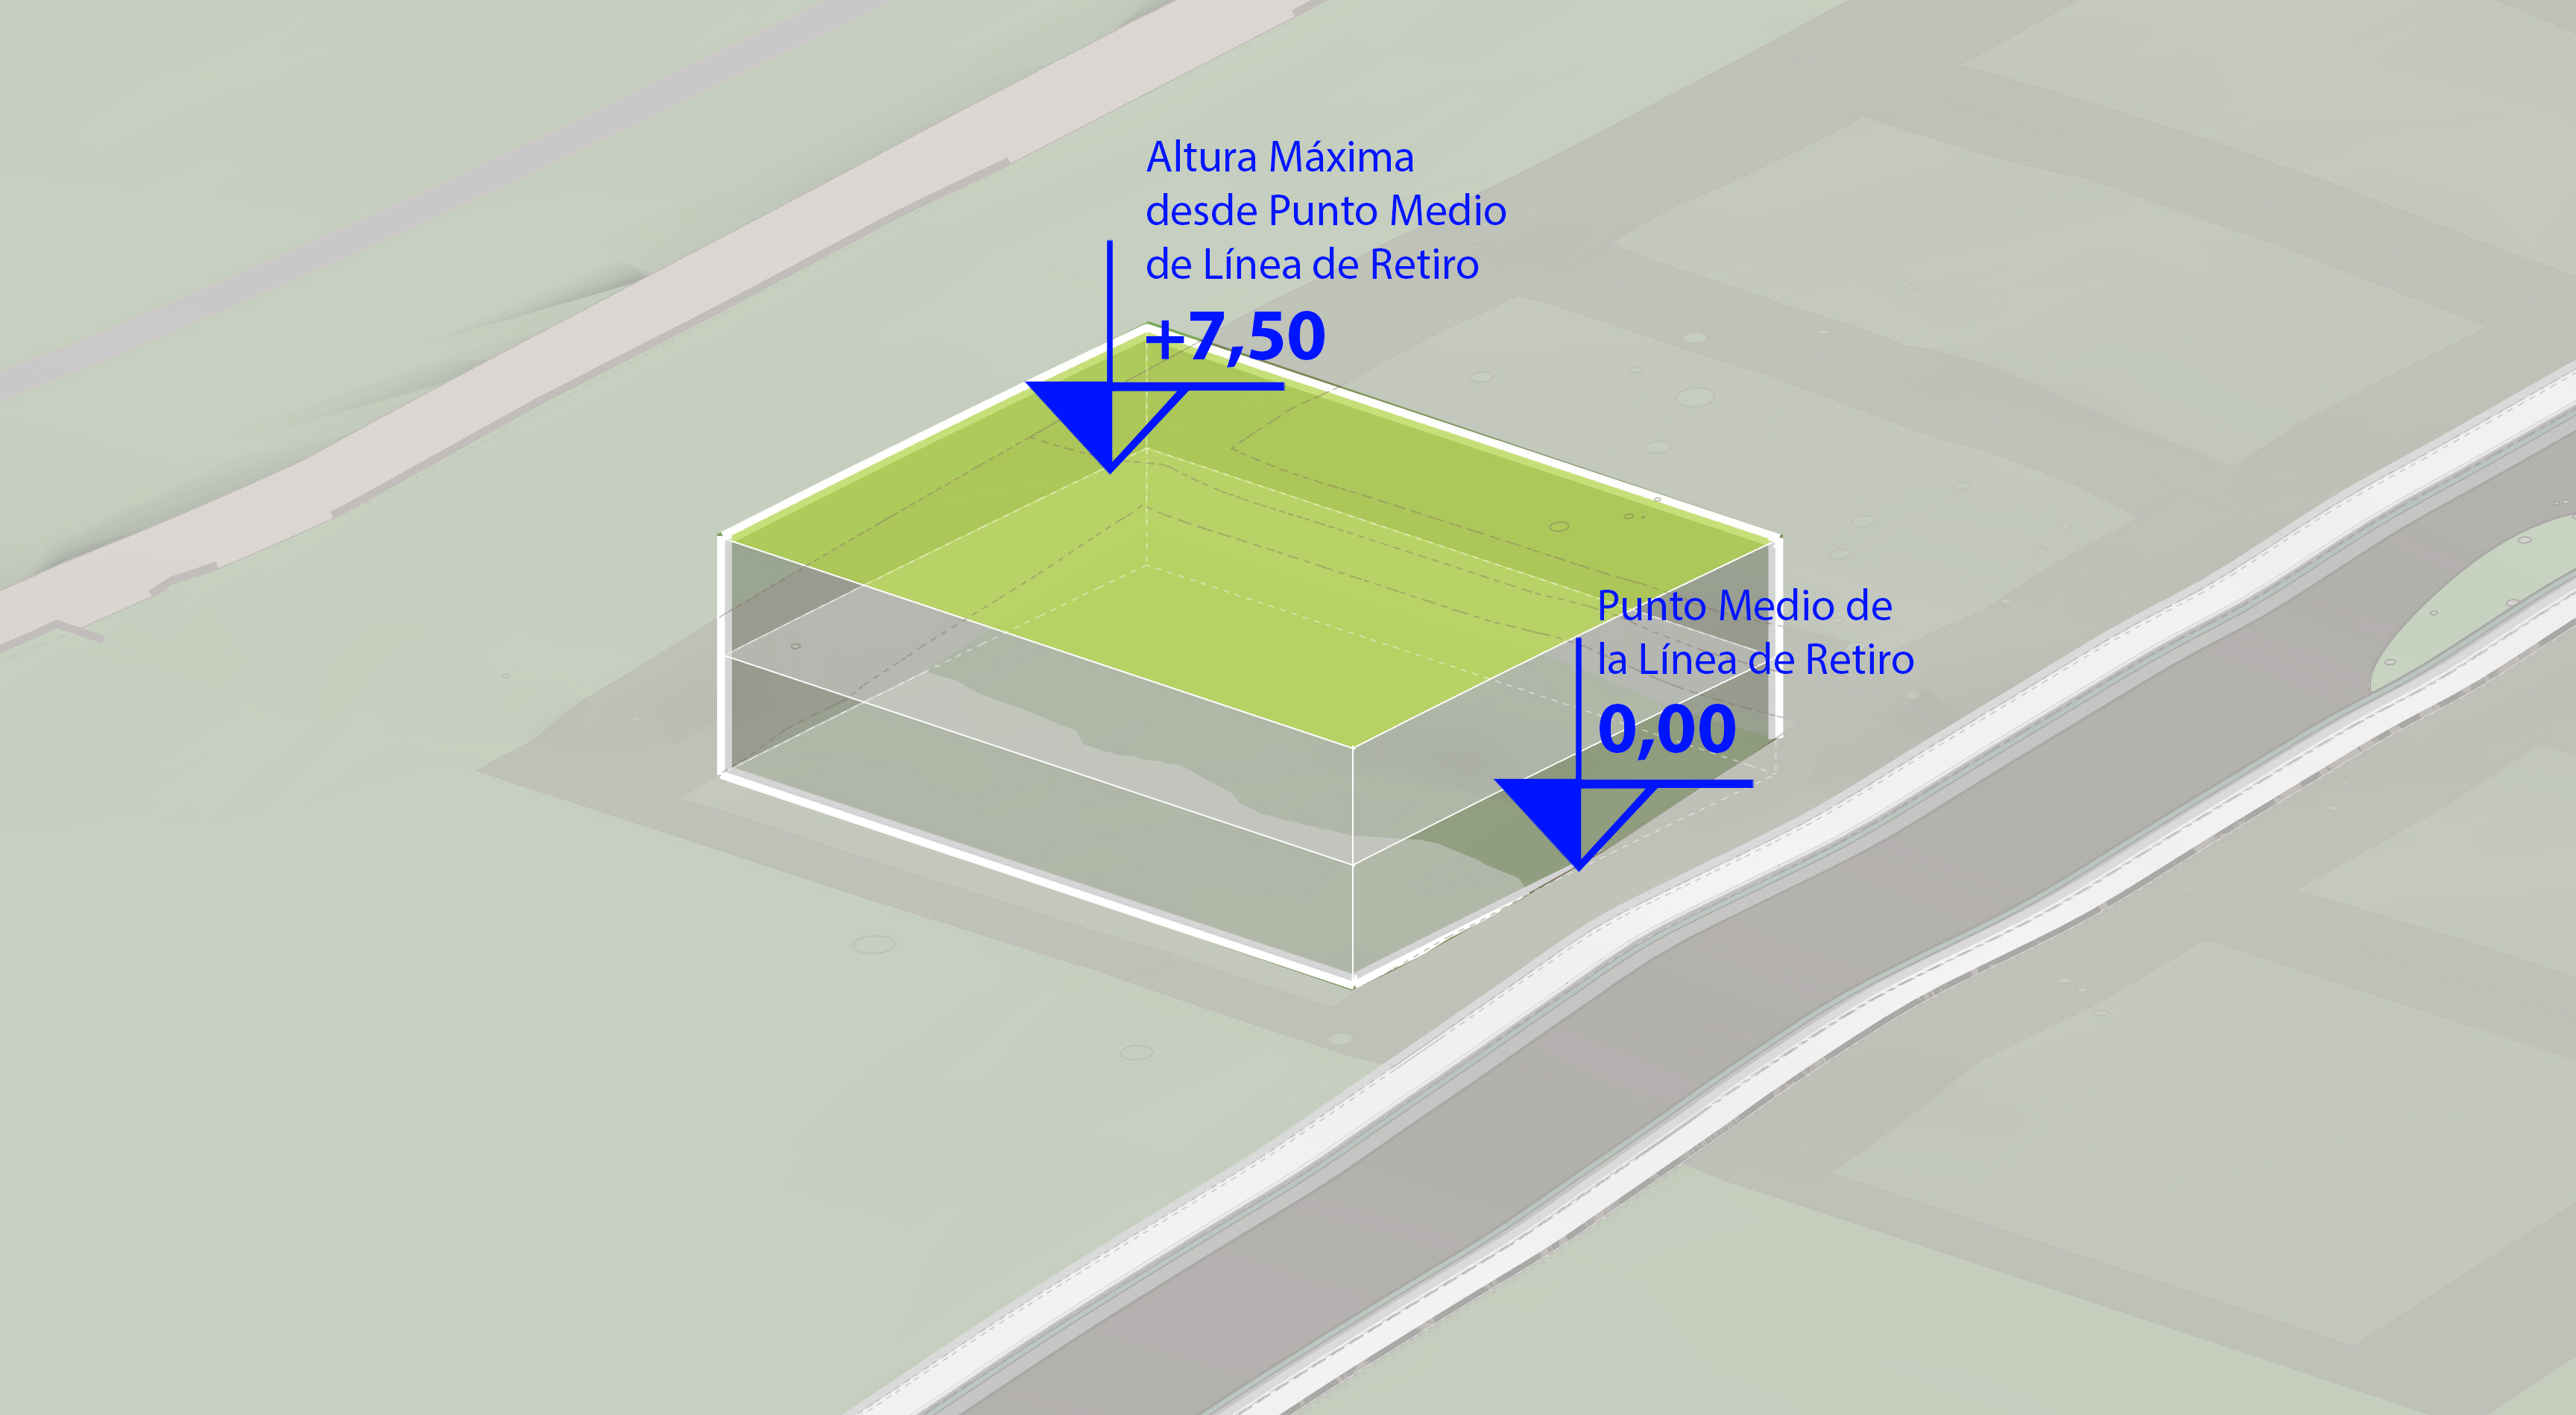 Altura Máxima
desde Punto Medio
de Línea de Retiro
+7,50
Punto Medio de
la Línea de Retiro
0,00